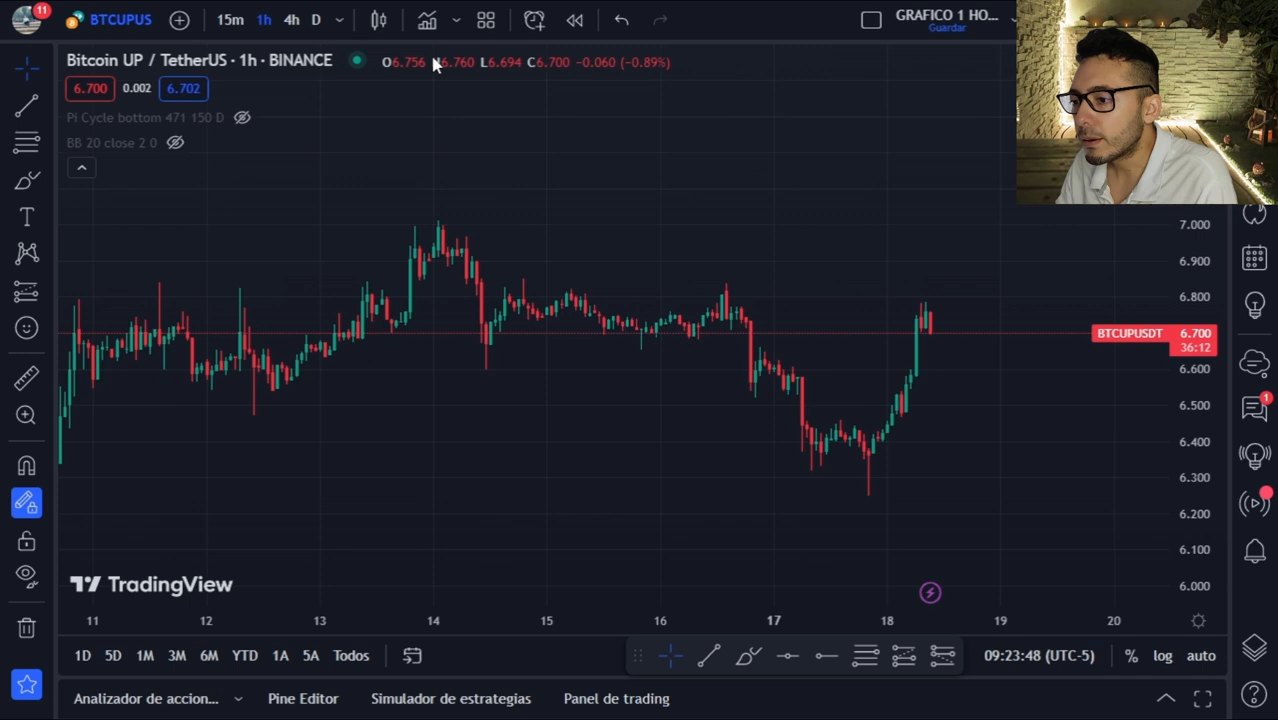 11
BTCUPUS
15m
1h
4h
D
GRAFICO 1 HO...
Guardar
Bitcoin UP / TetherUS · 1h · BINANCE
O6.756
6.760
L6.694
C6.700
−0.060 (−0.89%)
6.700
0.002
6.702
Pi Cycle bottom 471 150 D
BB 20 close 2 0
7.000
6.900
6.800
BTCUPUSDT
6.700
36:12
6.600
6.500
6.400
6.300
6.200
6.100
6.000
1
TradingView
11
12
13
14
15
16
17
18
19
20
1D
5D
1M
3M
6M
YTD
1A
5A
Todos
09:23:48 (UTC-5)
%
log
auto
Analizador de accion...
Pine Editor
Simulador de estrategias
Panel de trading